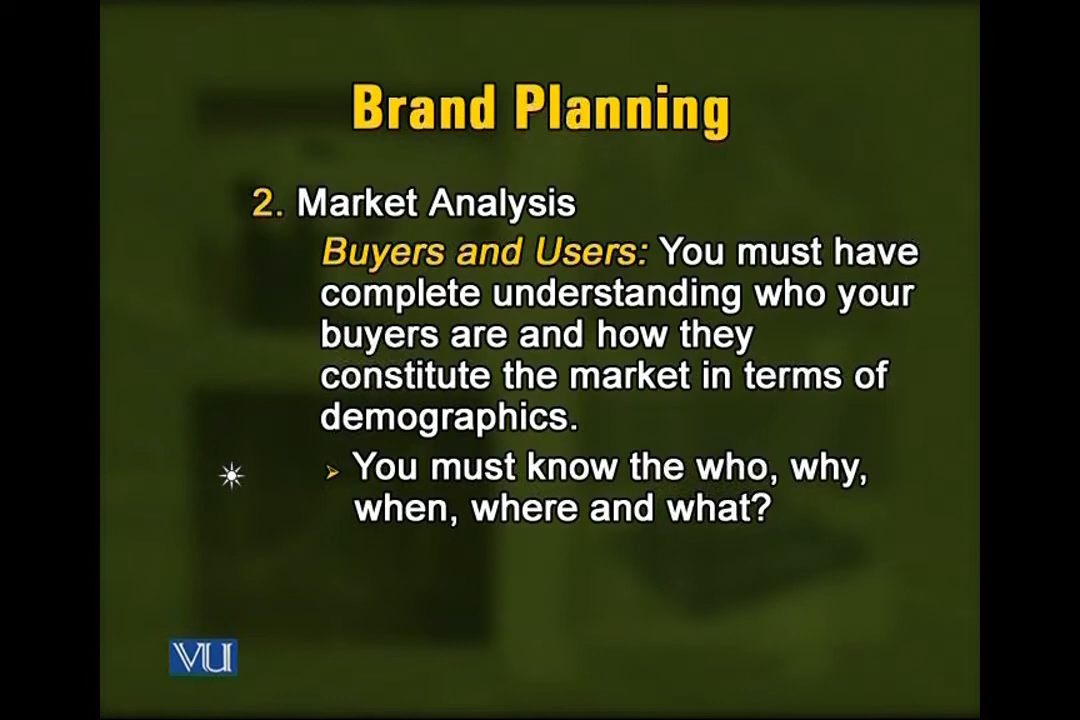 Brand Planning
2. Market Analysis
Buyers and Users: You must have
complete understanding who your
buyers are and how they
constitute the market in terms of
demographics.
➢ You must know the who, why,
when, where and what?
VU